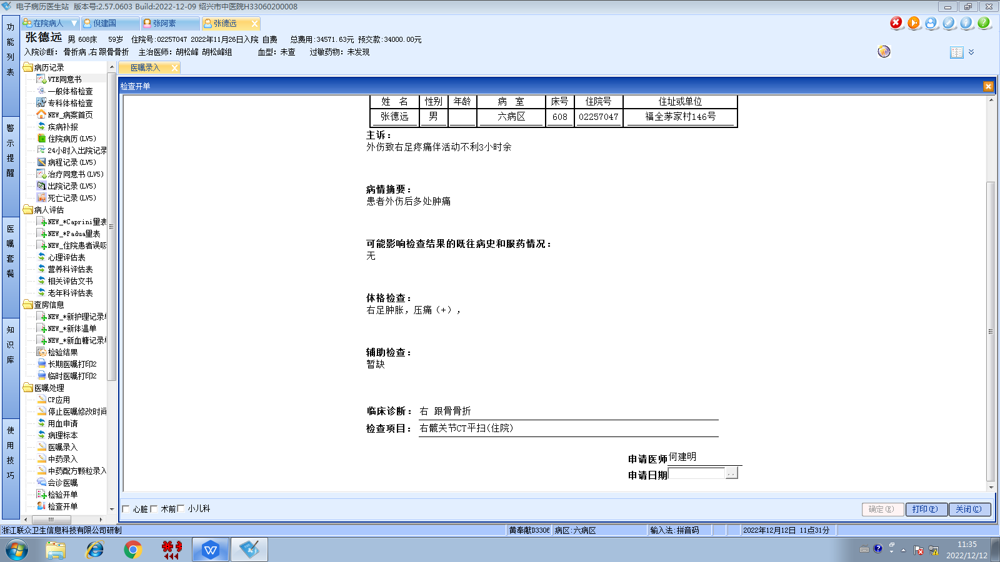 电子病历医生站  版本号:2.57.0603 Build:2022-12-09 绍兴市中医院H33060200008
在院病人
倪建国
张阿素
张德远
张德远 男 608床 59岁 住院号:02257047 2022年11月26日入院 自费 总费用:34571.63元 预交款:34000.00元
入院诊断: 骨折病 ,右 跟骨骨折 主治医师: 胡松峰 胡松峰组 血型: 未查 过敏药物: 未发现
功能列表
警示提醒
医嘱套餐
知识库
使用技巧
病历记录
VTE同意书
一般体格检查
专科体格检查
NEW_病案首页
疾病补报
住院病历(LV5)
24小时入出院记录
病程记录(LV5)
治疗同意书(LV5)
出院记录(LV5)
死亡记录(LV5)
病人评估
NEW_*Caprini量表
NEW_*Padua量表
NEW_住院患者误吸
心理评估表
营养科评估表
相关评估文书
老年科评估表
查房信息
NEW_*新护理记录单
NEW_*新体温单
NEW_*新血糖记录单
检验结果
长期医嘱打印2
临时医嘱打印2
医嘱处理
CP应用
停止医嘱修改时间
用血申请
病理标本
医嘱录入
中药录入
中药配方颗粒录入
会诊医嘱
检验开单
检查开单
医嘱录入
检查开单
姓 名 性别 年龄 病 室 床号 住院号 住址或单位
张德远 男 六病区 608 02257047 福全茅家村146号
主诉:
外伤致右足疼痛伴活动不利3小时余
病情摘要:
患者外伤后多处肿痛
可能影响检查结果的既往病史和服药情况:
无
体格检查:
右足肿胀，压痛（+），
辅助检查:
暂缺
临床诊断: 右 跟骨骨折
检查项目: 右髋关节CT平扫(住院)
申请医师 何建明
申请日期 ..
心脏 术前 小儿科
确定(E) 打印(P) 关闭(C)
浙江联众卫生信息科技有限公司研制 黄奉献D3306 病区:六病区 输入法:拼音码 2022年12月12日 11点31分
11:35
2022/12/12